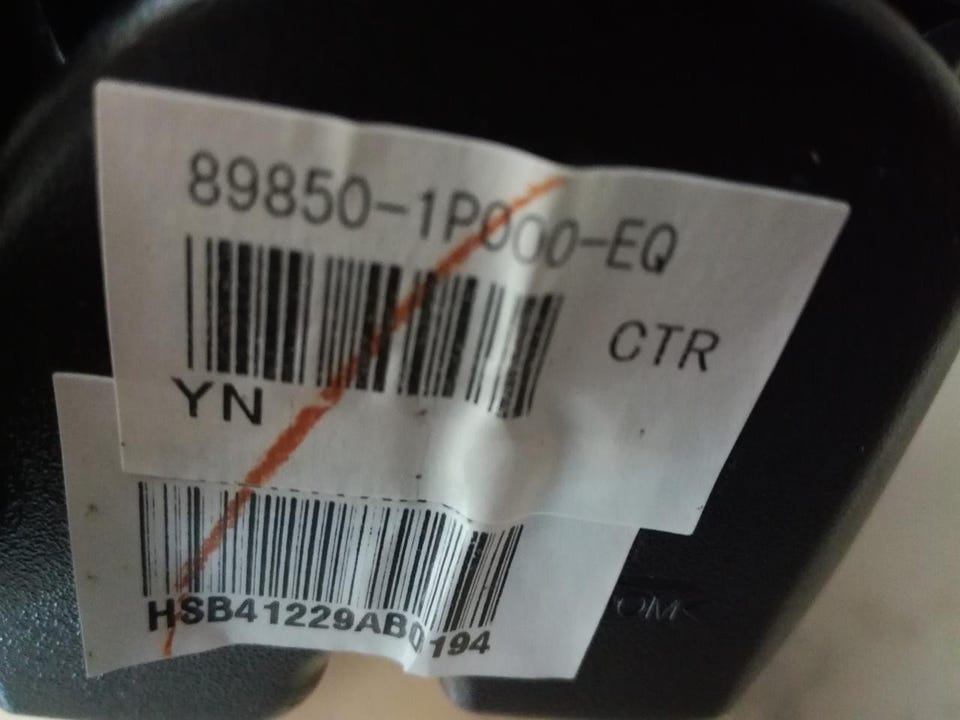 89850-1P000-EQ
CTR
YN
HSB41229AB0194